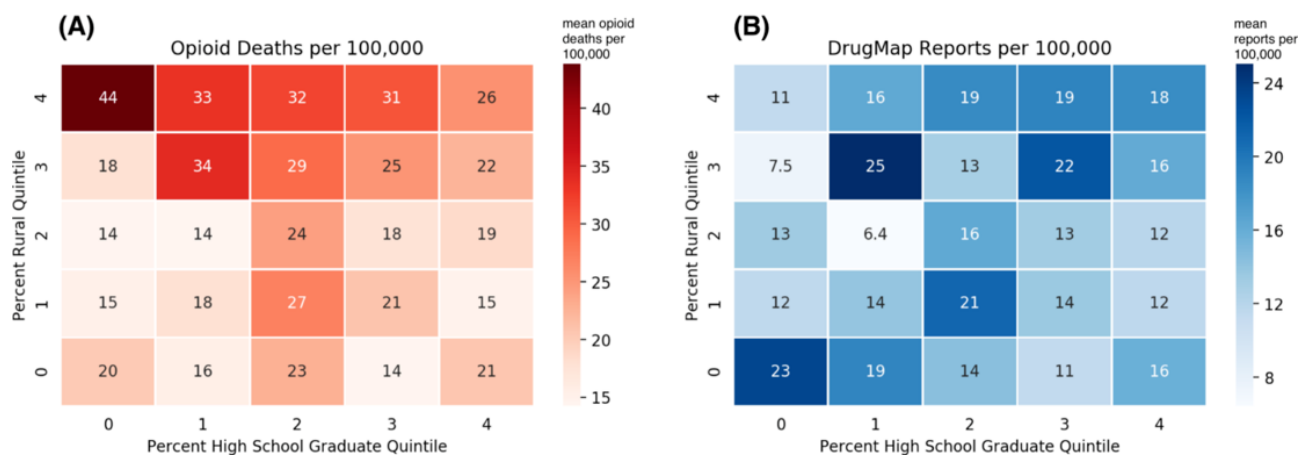 (A)
Opioid Deaths per 100,000
mean opioid
deaths per
100,000
Percent Rural Quintile
4
44 33 32 31 26
3
18 34 29 25 22
2
14 14 24 18 19
1
15 18 27 21 15
0
20 16 23 14 21
0 1 2 3 4
Percent High School Graduate Quintile
40
35
30
25
20
15
(B)
DrugMap Reports per 100,000
mean
reports per
100,000
Percent Rural Quintile
4
11 16 19 19 18
3
7.5 25 13 22 16
2
13 6.4 16 13 12
1
12 14 21 14 12
0
23 19 14 11 16
0 1 2 3 4
Percent High School Graduate Quintile
24
20
16
12
8